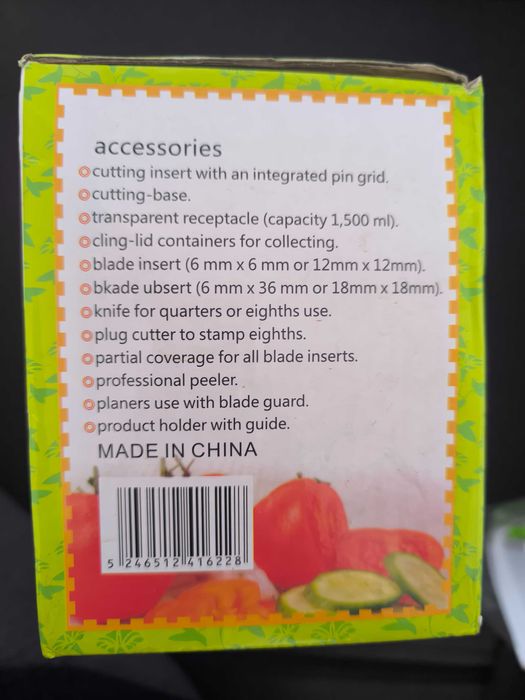 accessories
cutting insert with an integrated pin grid.
cutting-base.
transparent receptacle (capacity 1,500 ml).
cling-lid containers for collecting.
blade insert (6 mm x 6 mm or 12mm x 12mm).
bkade ubsert (6 mm x 36 mm or 18mm x 18mm).
knife for quarters or eighths use.
plug cutter to stamp eighths.
partial coverage for all blade inserts.
professional peeler.
planers use with blade guard.
product holder with guide.
MADE IN CHINA
5 246512 416228